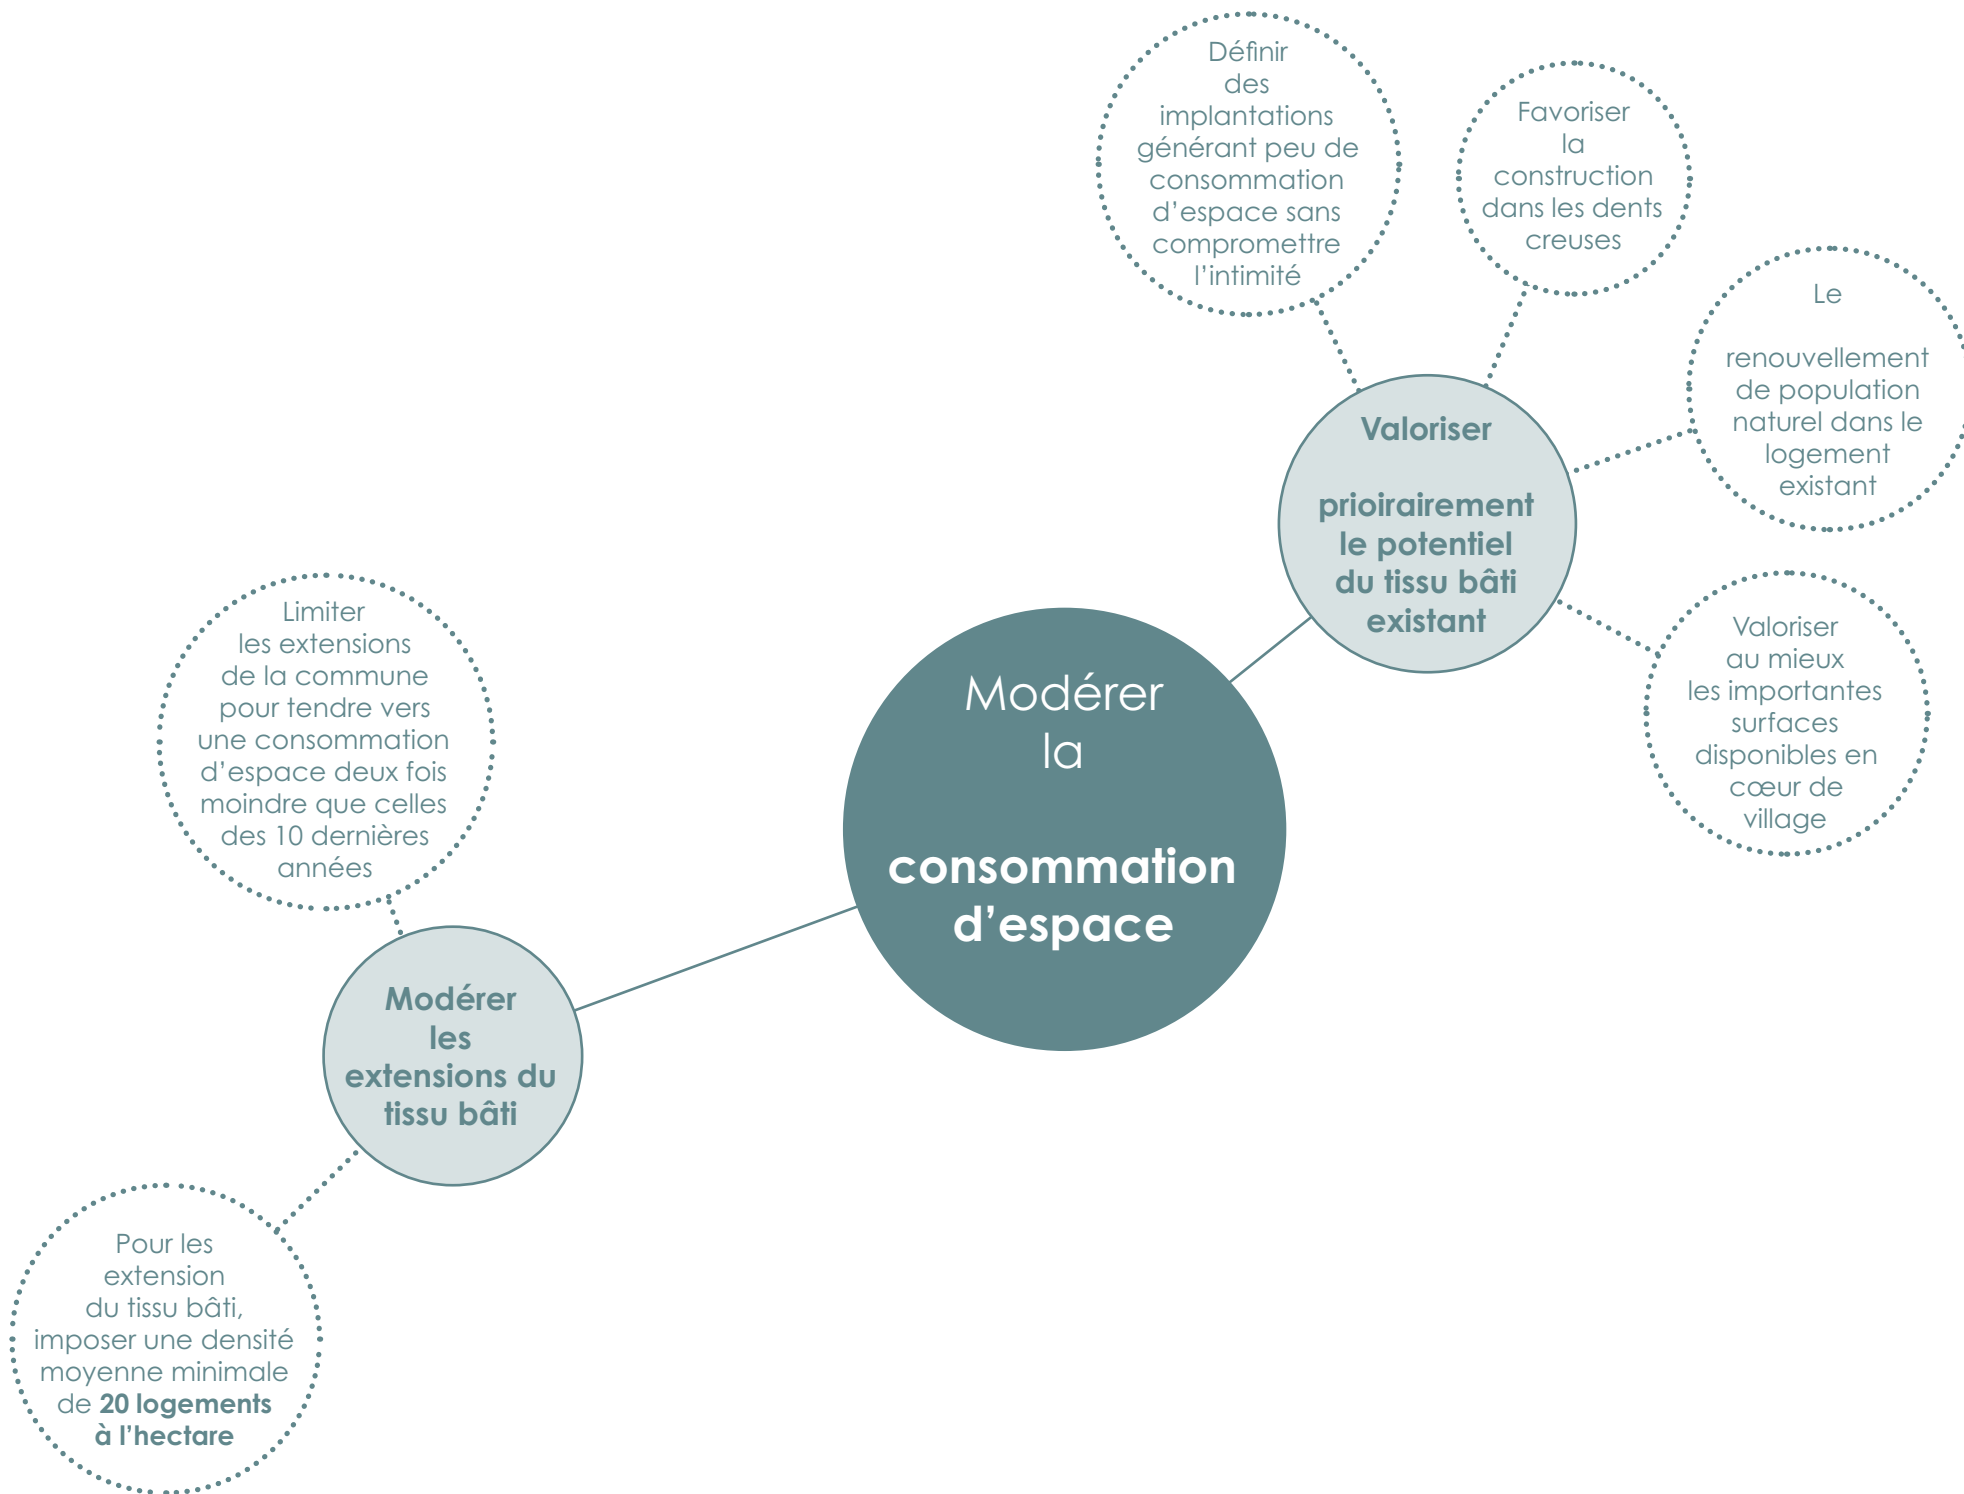 Définir
des
implantations
générant peu de
consommation
d’espace sans
compromettre
l’intimité
Favoriser
la
construction
dans les dents
creuses
Le
renouvellement
de population
naturel dans le
logement
existant
Valoriser
prioirairement
le potentiel
du tissu bâti
existant
Valoriser
au mieux
les importantes
surfaces
disponibles en
cœur de
village
Modérer
la
consommation
d’espace
Limiter
les extensions
de la commune
pour tendre vers
une consommation
d’espace deux fois
moindre que celles
des 10 dernières
années
Modérer
les
extensions du
tissu bâti
Pour les
extension
du tissu bâti,
imposer une densité
moyenne minimale
de 20 logements
à l’hectare